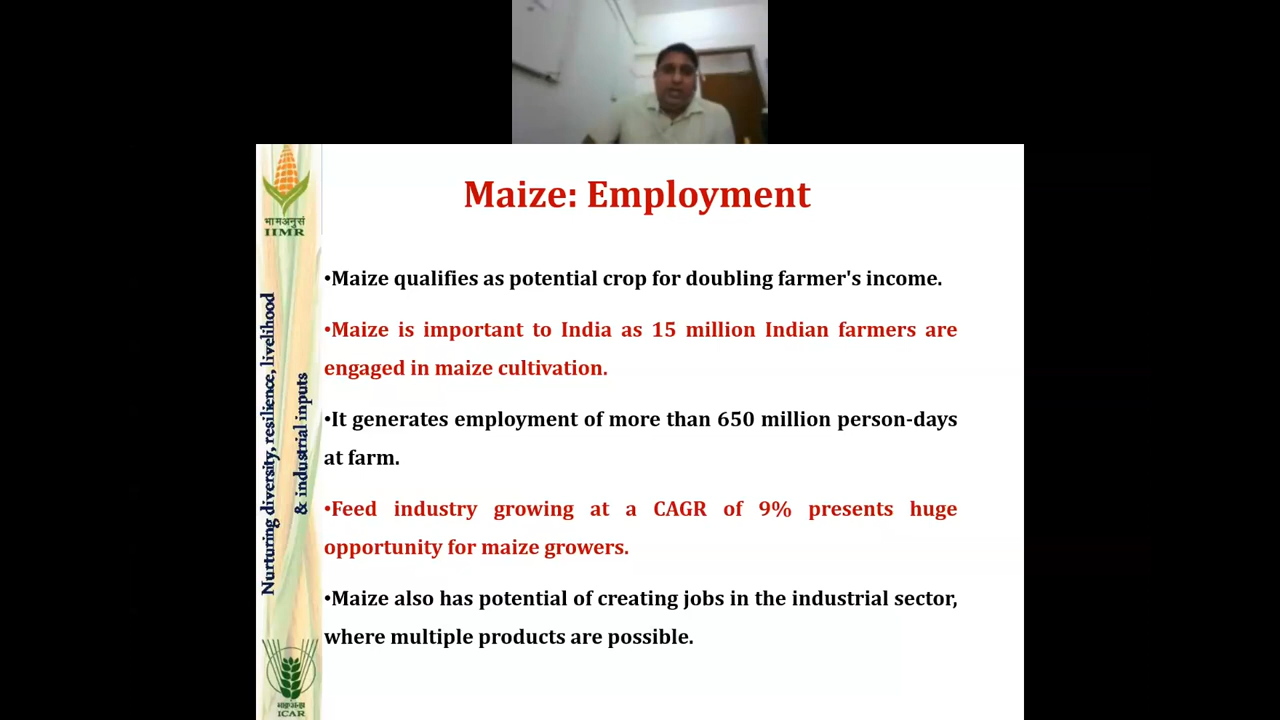 Maize: Employment
भामअनुसं
IIMR
•Maize qualifies as potential crop for doubling farmer's income.
•Maize is important to India as 15 million Indian farmers are
engaged in maize cultivation.
•It generates employment of more than 650 million person-days
at farm.
•Feed industry growing at a CAGR of 9% presents huge
opportunity for maize growers.
•Maize also has potential of creating jobs in the industrial sector,
where multiple products are possible.
Nurturing diversity, resilience, livelihood
& industrial inputs
ICAR